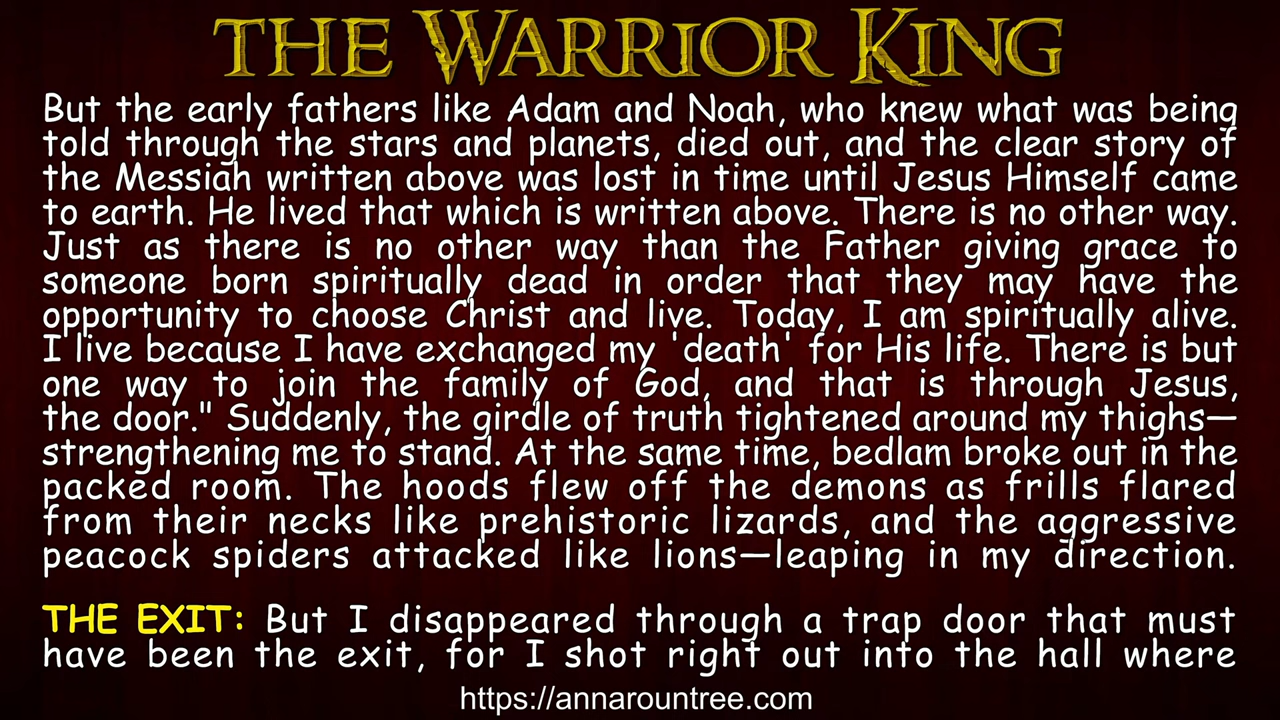 THE WARRIOR KING
But the early fathers like Adam and Noah, who knew what was being
told through the stars and planets, died out, and the clear story of
the Messiah written above was lost in time until Jesus Himself came
to earth. He lived that which is written above. There is no other way.
Just as there is no other way than the Father giving grace to
someone born spiritually dead in order that they may have the
opportunity to choose Christ and live. Today, I am spiritually alive.
I live because I have exchanged my 'death' for His life. There is but
one way to join the family of God, and that is through Jesus,
the door." Suddenly, the girdle of truth tightened around my thighs—
strengthening me to stand. At the same time, bedlam broke out in the
packed room. The hoods flew off the demons as frills flared
from their necks like prehistoric lizards, and the aggressive
peacock spiders attacked like lions—leaping in my direction.
THE EXIT: But I disappeared through a trap door that must
have been the exit, for I shot right out into the hall where
https://annarountree.com